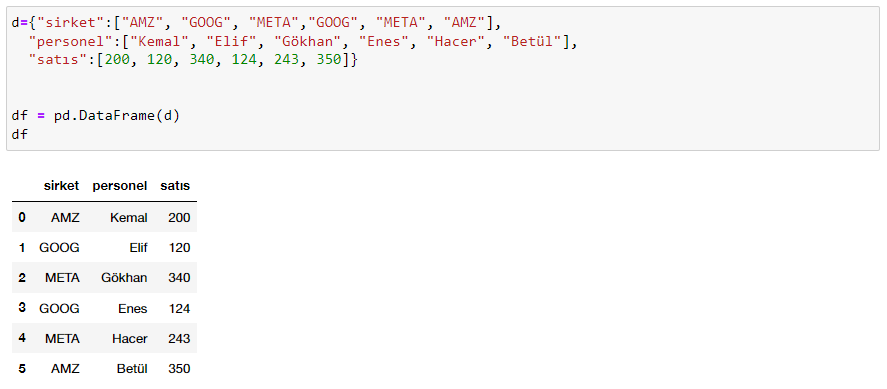 d={"sirket":["AMZ", "GOOG", "META","GOOG", "META", "AMZ"],
"personel":["Kemal", "Elif", "Gökhan", "Enes", "Hacer", "Betül"],
"satıs":[200, 120, 340, 124, 243, 350]}
df = pd.DataFrame(d)
df
sirket personel satıs
0 AMZ Kemal 200
1 GOOG Elif 120
2 META Gökhan 340
3 GOOG Enes 124
4 META Hacer 243
5 AMZ Betül 350